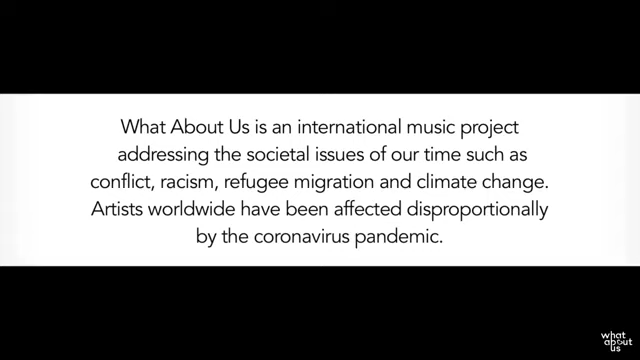 What About Us is an international music project
addressing the societal issues of our time such as
conflict, racism, refugee migration and climate change.
Artists worldwide have been affected disproportionally
by the coronavirus pandemic.
what
about
us